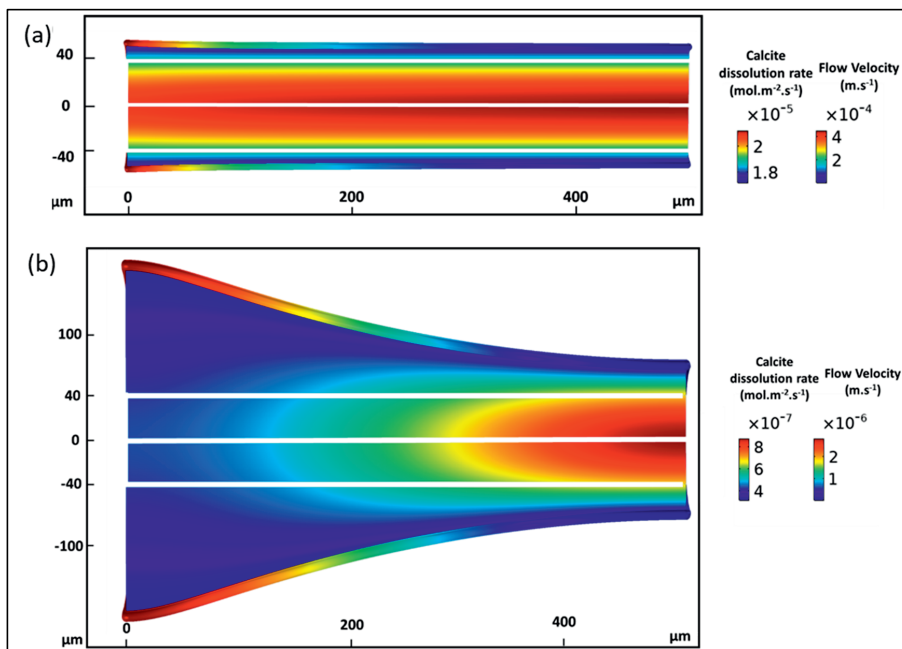 (a)
40
0
-40
μm
0
200
400
μm
Calcite
dissolution rate
(mol.m-2.s-1)
×10-5
2
1.8
Flow Velocity
(m.s-1)
×10-4
4
2
(b)
100
40
0
-40
-100
μm
0
200
400
μm
Calcite
dissolution rate
(mol.m-2.s-1)
×10-7
8
6
4
Flow Velocity
(m.s-1)
×10-6
2
1